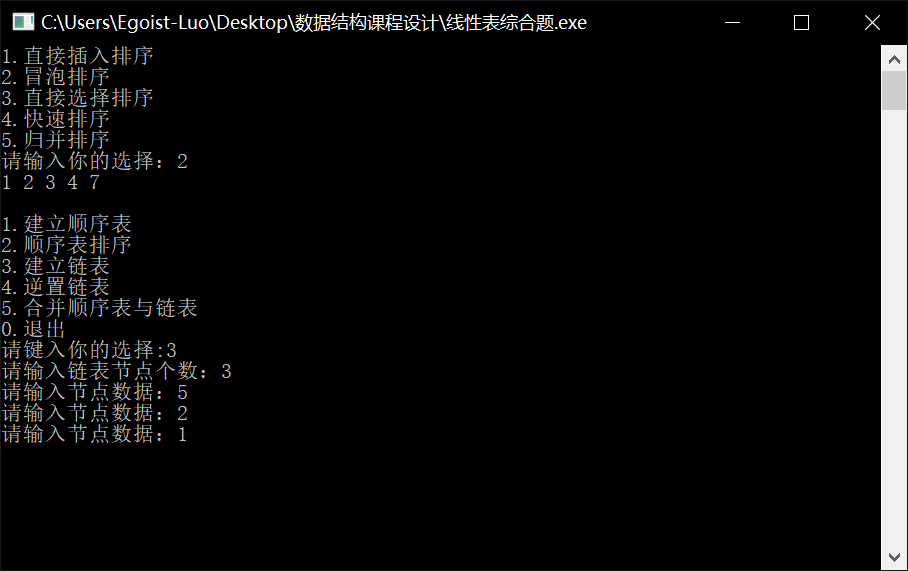 C:\Users\Egoist-Luo\Desktop\数据结构课程设计\线性表综合题.exe
1.直接插入排序
2.冒泡排序
3.直接选择排序
4.快速排序
5.归并排序
请输入你的选择：2
1 2 3 4 7
1.建立顺序表
2.顺序表排序
3.建立链表
4.逆置链表
5.合并顺序表与链表
0.退出
请键入你的选择:3
请输入链表节点个数：3
请输入节点数据：5
请输入节点数据：2
请输入节点数据：1